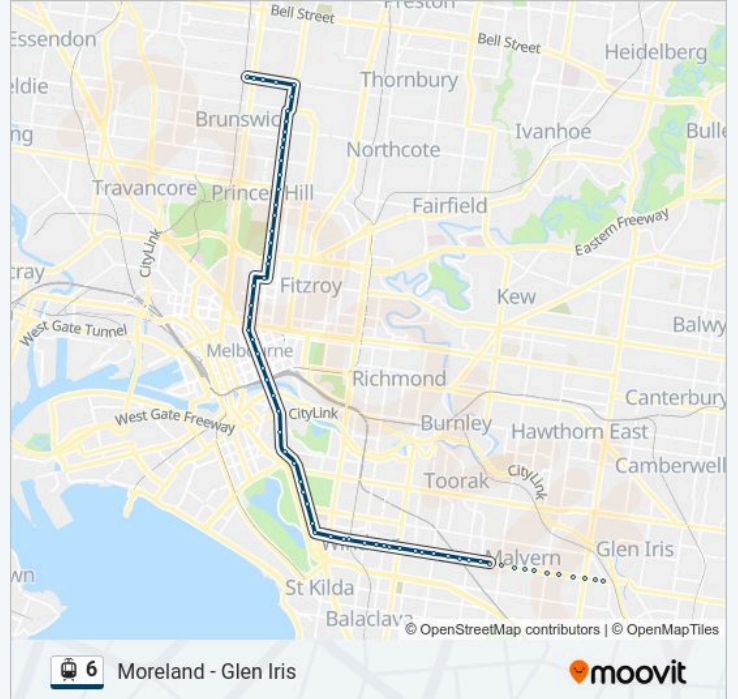 Preston
Bell Street
Essendon
Bell Street
Heidelberg
Thornbury
eldie
Brunswic
Ivanhoe
Bulle
ng
Northcote
Travancore
Princes Hill
Fairfield
Eastern Freeway
CityLink
cray
Fitzroy
Kew
West Gate Tunnel
Balwy
Melbourne
Richmond
Canterbury
West Gate Freeway
CityLink
Burnley
Hawthorn East
Camberwell
Toorak
CityLink
Malvern
Glen Iris
wn
St Kilda
Balaclava
© OpenStreetMap contributors | © OpenMapTiles
6 Moreland - Glen Iris
moovit